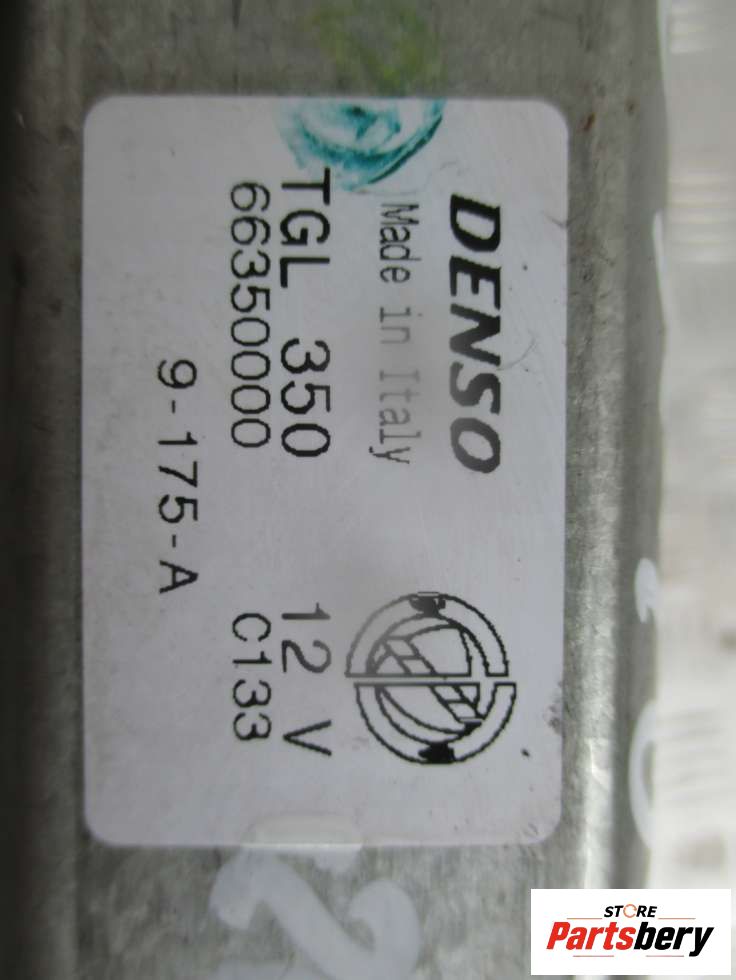 DENSO
Made in Italy
TGL 350 12 V
66350000 C133
9-175-A
STORE
Partsbery